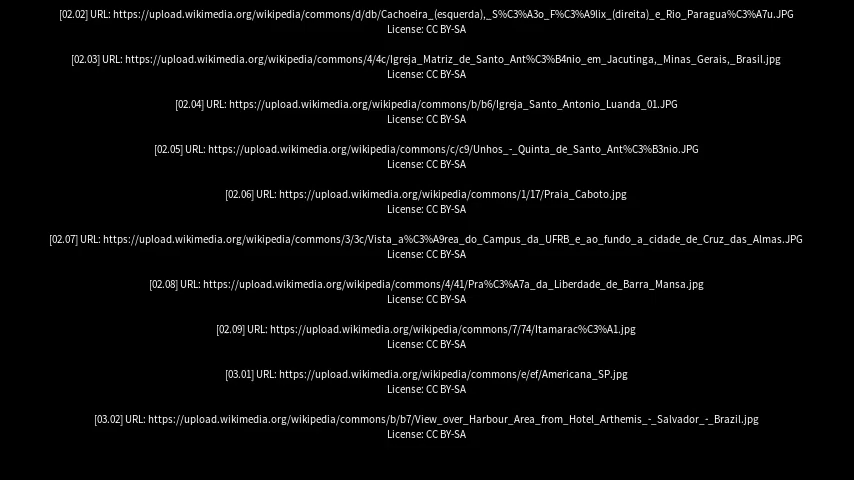 [02.02] URL: https://upload.wikimedia.org/wikipedia/commons/d/db/Cachoeira_(esquerda),_S%C3%A3o_F%C3%A9lix_(direita)_e_Rio_Paragua%C3%A7u.JPG
License: CC BY-SA
[02.03] URL: https://upload.wikimedia.org/wikipedia/commons/4/4c/Igreja_Matriz_de_Santo_Ant%C3%B4nio_em_Jacutinga,_Minas_Gerais,_Brasil.jpg
License: CC BY-SA
[02.04] URL: https://upload.wikimedia.org/wikipedia/commons/b/b6/Igreja_Santo_Antonio_Luanda_01.JPG
License: CC BY-SA
[02.05] URL: https://upload.wikimedia.org/wikipedia/commons/c/c9/Unhos_-_Quinta_de_Santo_Ant%C3%B3nio.JPG
License: CC BY-SA
[02.06] URL: https://upload.wikimedia.org/wikipedia/commons/1/17/Praia_Caboto.jpg
License: CC BY-SA
[02.07] URL: https://upload.wikimedia.org/wikipedia/commons/3/3c/Vista_a%C3%A9rea_do_Campus_da_UFRB_e_ao_fundo_a_cidade_de_Cruz_das_Almas.JPG
License: CC BY-SA
[02.08] URL: https://upload.wikimedia.org/wikipedia/commons/4/41/Pra%C3%A7a_da_Liberdade_de_Barra_Mansa.jpg
License: CC BY-SA
[02.09] URL: https://upload.wikimedia.org/wikipedia/commons/7/74/Itamarac%C3%A1.jpg
License: CC BY-SA
[03.01] URL: https://upload.wikimedia.org/wikipedia/commons/e/ef/Americana_SP.jpg
License: CC BY-SA
[03.02] URL: https://upload.wikimedia.org/wikipedia/commons/b/b7/View_over_Harbour_Area_from_Hotel_Arthemis_-_Salvador_-_Brazil.jpg
License: CC BY-SA